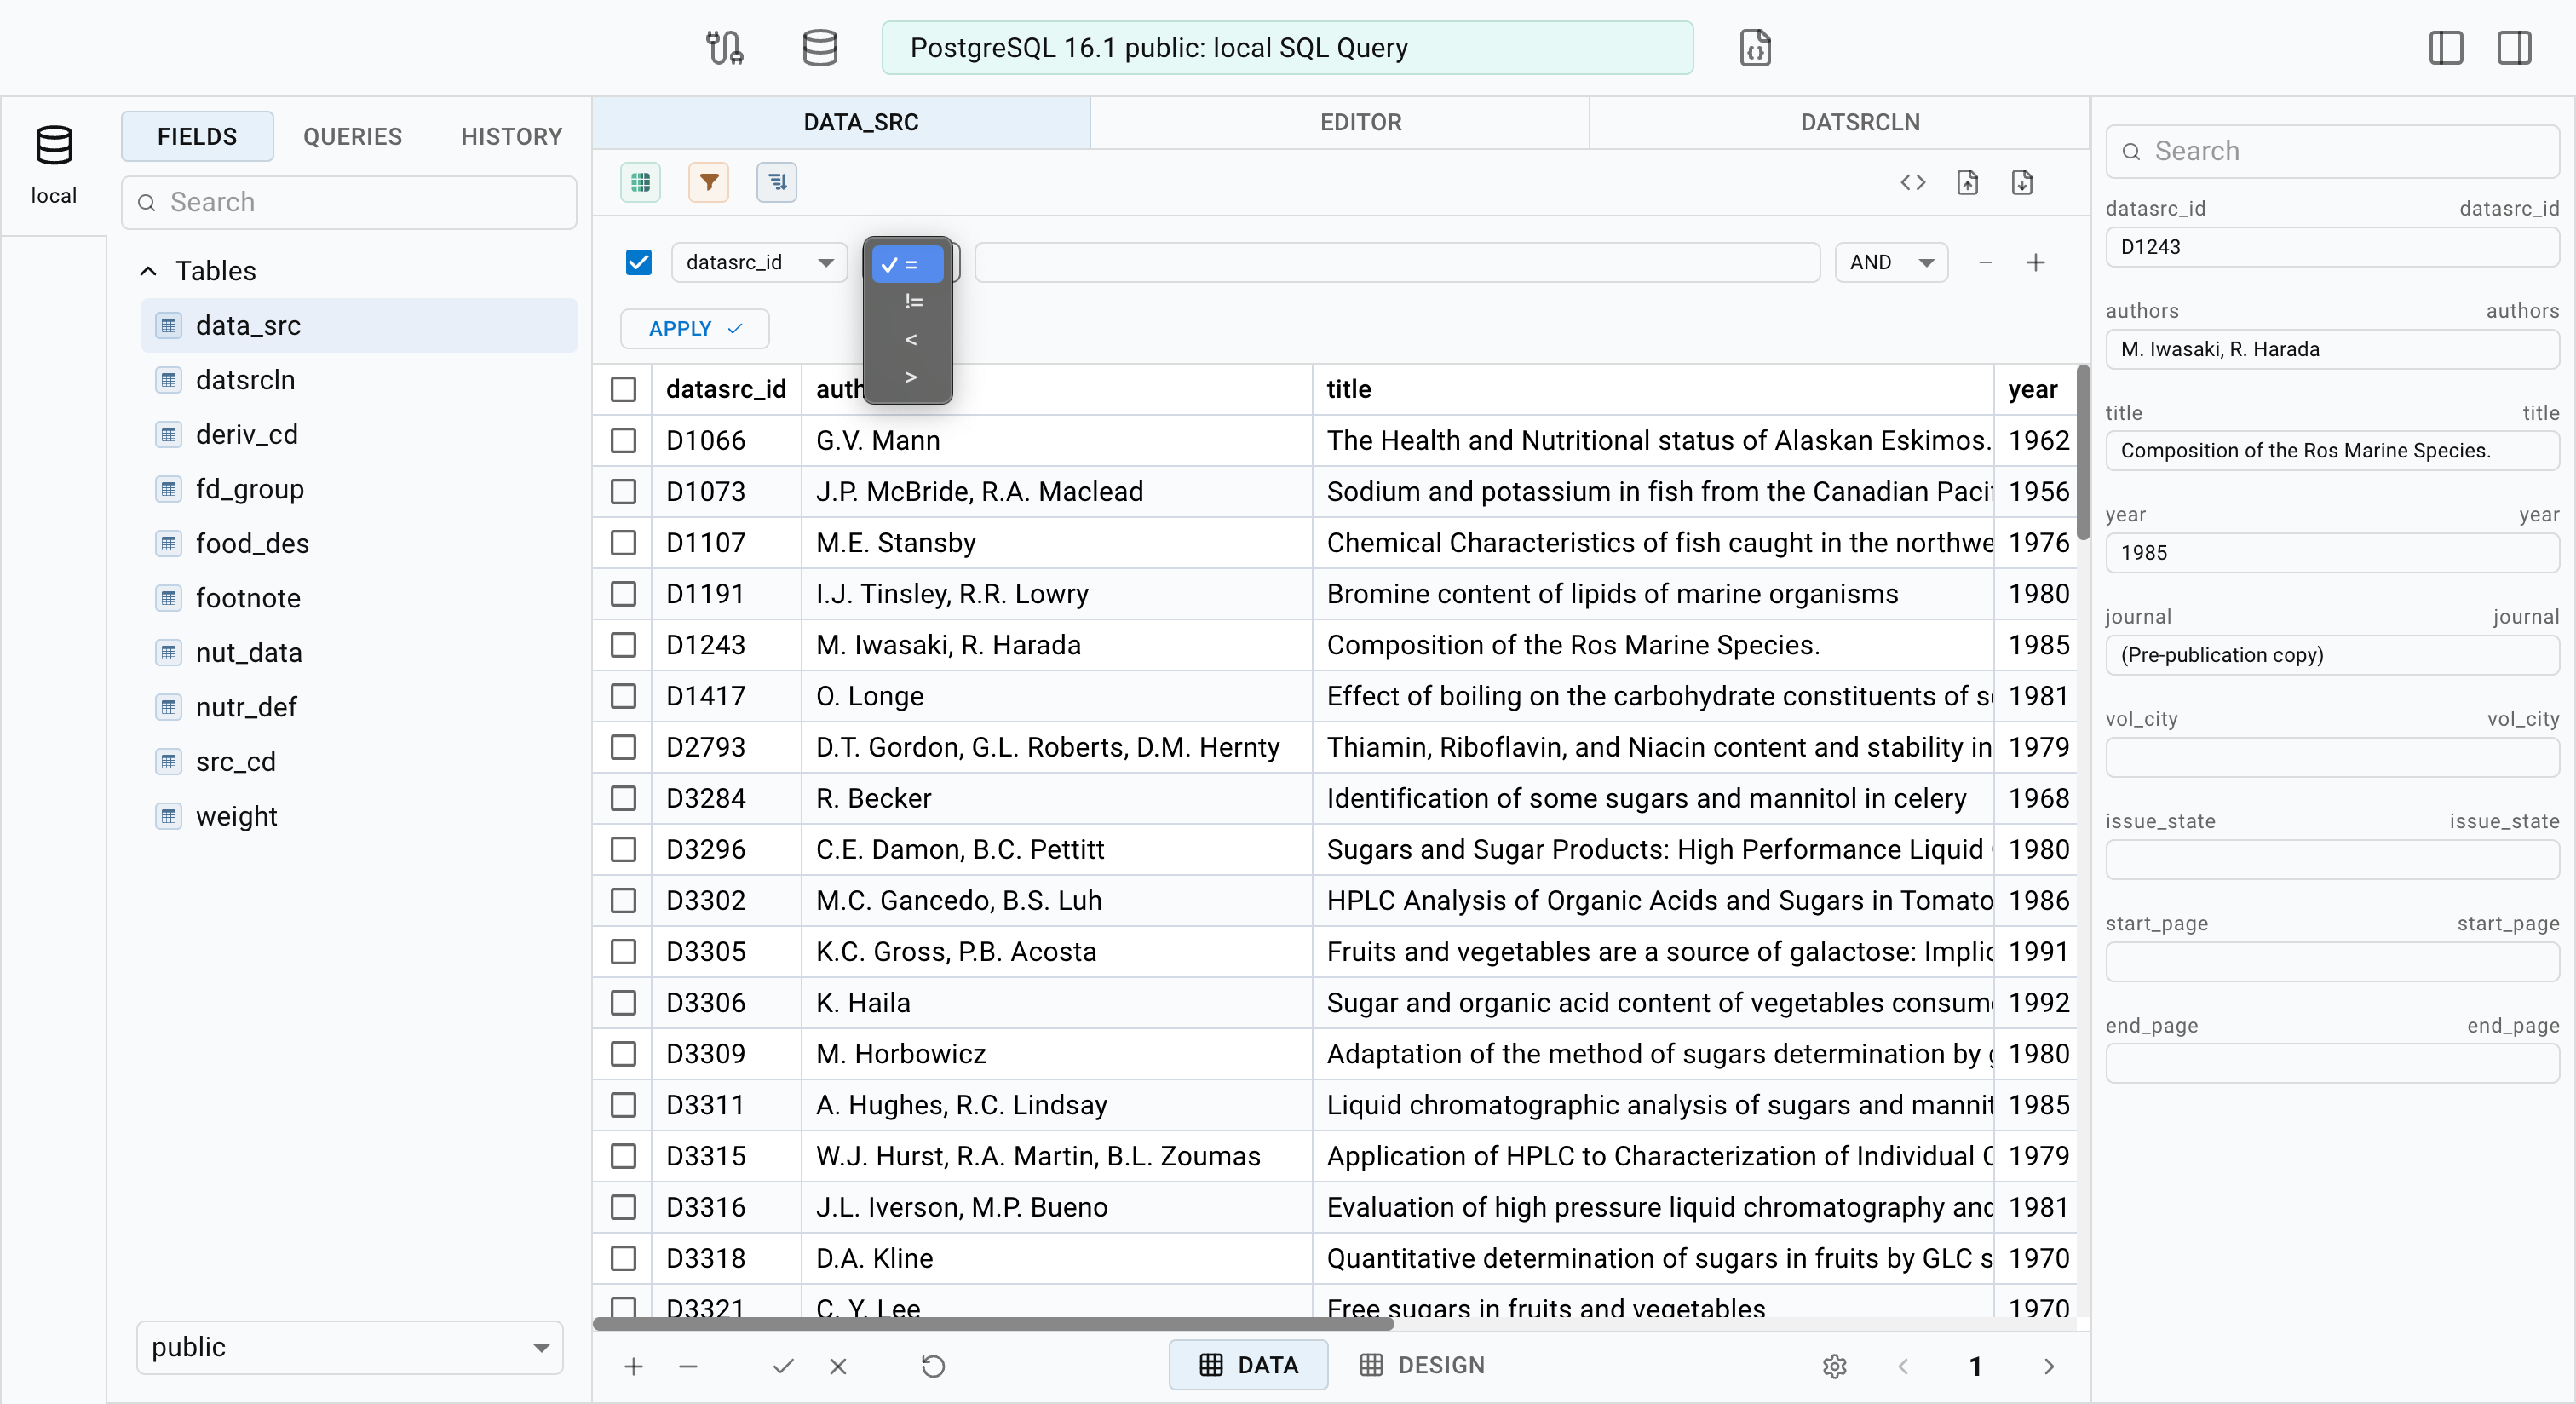 PostgreSQL 16.1 public: local SQL Query
local
FIELDS QUERIES HISTORY
Search
Tables
data_src
datsrcln
deriv_cd
fd_group
food_des
footnote
nut_data
nutr_def
src_cd
weight
public
DATA_SRC EDITOR DATSRCLN
datasrc_id = AND
!=
<
>
APPLY
datasrc_id auth title year
D1066 G.V. Mann The Health and Nutritional status of Alaskan Eskimos. 1962
D1073 J.P. McBride, R.A. Maclead Sodium and potassium in fish from the Canadian Pacif 1956
D1107 M.E. Stansby Chemical Characteristics of fish caught in the northwe 1976
D1191 I.J. Tinsley, R.R. Lowry Bromine content of lipids of marine organisms 1980
D1243 M. Iwasaki, R. Harada Composition of the Ros Marine Species. 1985
D1417 O. Longe Effect of boiling on the carbohydrate constituents of 1981
D2793 D.T. Gordon, G.L. Roberts, D.M. Hernty Thiamin, Riboflavin, and Niacin content and stability in 1979
D3284 R. Becker Identification of some sugars and mannitol in celery 1968
D3296 C.E. Damon, B.C. Pettitt Sugars and Sugar Products: High Performance Liquid 1980
D3302 M.C. Gancedo, B.S. Luh HPLC Analysis of Organic Acids and Sugars in Tomato 1986
D3305 K.C. Gross, P.B. Acosta Fruits and vegetables are a source of galactose: Implic 1991
D3306 K. Haila Sugar and organic acid content of vegetables consum 1992
D3309 M. Horbowicz Adaptation of the method of sugars determination by 1980
D3311 A. Hughes, R.C. Lindsay Liquid chromatographic analysis of sugars and mannit 1985
D3315 W.J. Hurst, R.A. Martin, B.L. Zoumas Application of HPLC to Characterization of Individual 1979
D3316 J.L. Iverson, M.P. Bueno Evaluation of high pressure liquid chromatography and 1981
D3318 D.A. Kline Quantitative determination of sugars in fruits by GLC s 1970
D3321 C. Y. Lee Free sugars in fruits and vegetables 1970
DATA DESIGN 1
Search
datasrc_id datasrc_id
D1243
authors authors
M. Iwasaki, R. Harada
title title
Composition of the Ros Marine Species.
year year
1985
journal journal
(Pre-publication copy)
vol_city vol_city
issue_state issue_state
start_page start_page
end_page end_page